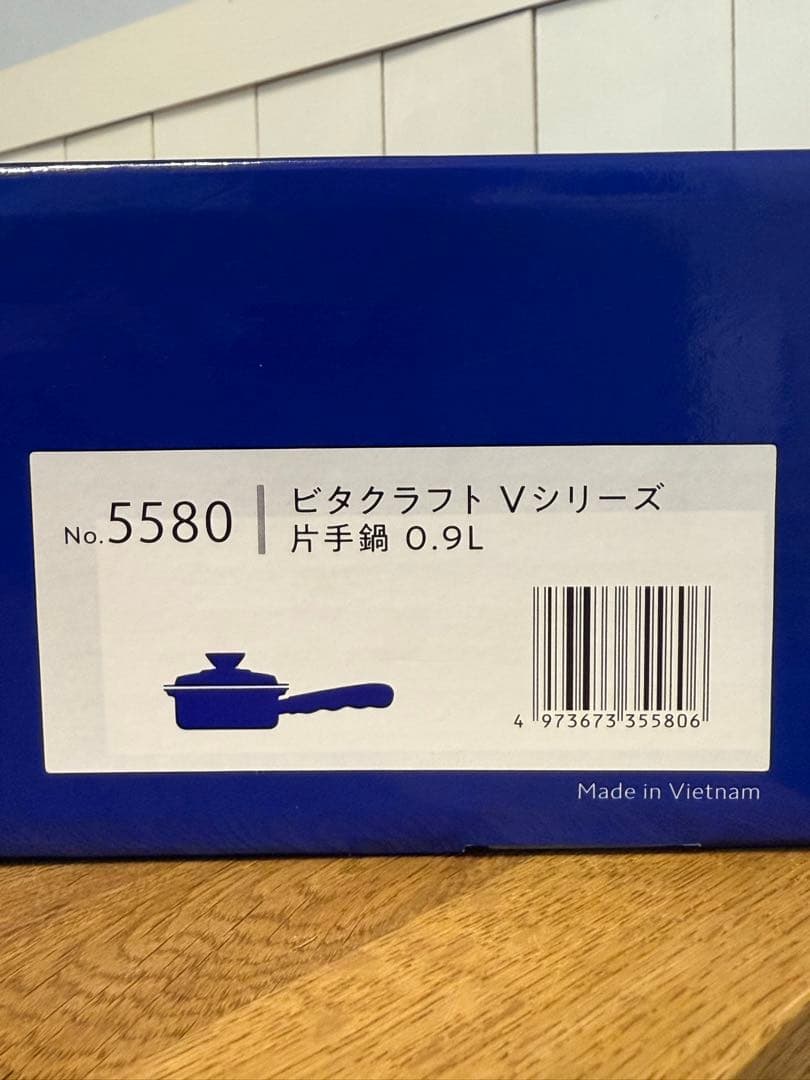 No.5580
ビタクラフト Vシリーズ
片手鍋 0.9L
4 973673 355806
Made in Vietnam